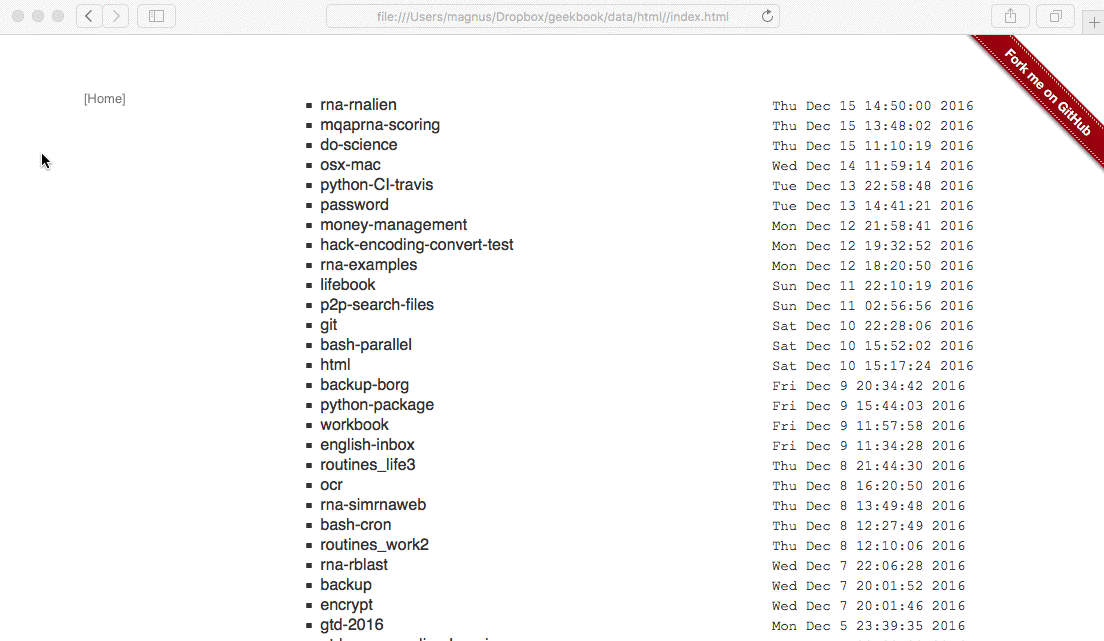 file:///Users/magnus/Dropbox/geekbook/data/html//index.html
Fork me on GitHub
[Home]
rna-rnalien Thu Dec 15 14:50:00 2016
mqaprna-scoring Thu Dec 15 13:48:02 2016
do-science Thu Dec 15 11:10:19 2016
osx-mac Wed Dec 14 11:59:14 2016
python-CI-travis Tue Dec 13 22:58:48 2016
password Tue Dec 13 14:41:21 2016
money-management Mon Dec 12 21:58:41 2016
hack-encoding-convert-test Mon Dec 12 19:32:52 2016
rna-examples Mon Dec 12 18:20:50 2016
lifebook Sun Dec 11 22:10:19 2016
p2p-search-files Sun Dec 11 02:56:56 2016
git Sat Dec 10 22:28:06 2016
bash-parallel Sat Dec 10 15:52:02 2016
html Sat Dec 10 15:17:24 2016
backup-borg Fri Dec 9 20:34:42 2016
python-package Fri Dec 9 15:44:03 2016
workbook Fri Dec 9 11:57:58 2016
english-inbox Fri Dec 9 11:34:28 2016
routines_life3 Thu Dec 8 21:44:30 2016
ocr Thu Dec 8 16:20:50 2016
rna-simrnaweb Thu Dec 8 13:49:48 2016
bash-cron Thu Dec 8 12:27:49 2016
routines_work2 Thu Dec 8 12:10:06 2016
rna-rblast Wed Dec 7 22:06:28 2016
backup Wed Dec 7 20:01:52 2016
encrypt Wed Dec 7 20:01:46 2016
gtd-2016 Mon Dec 5 23:39:35 2016